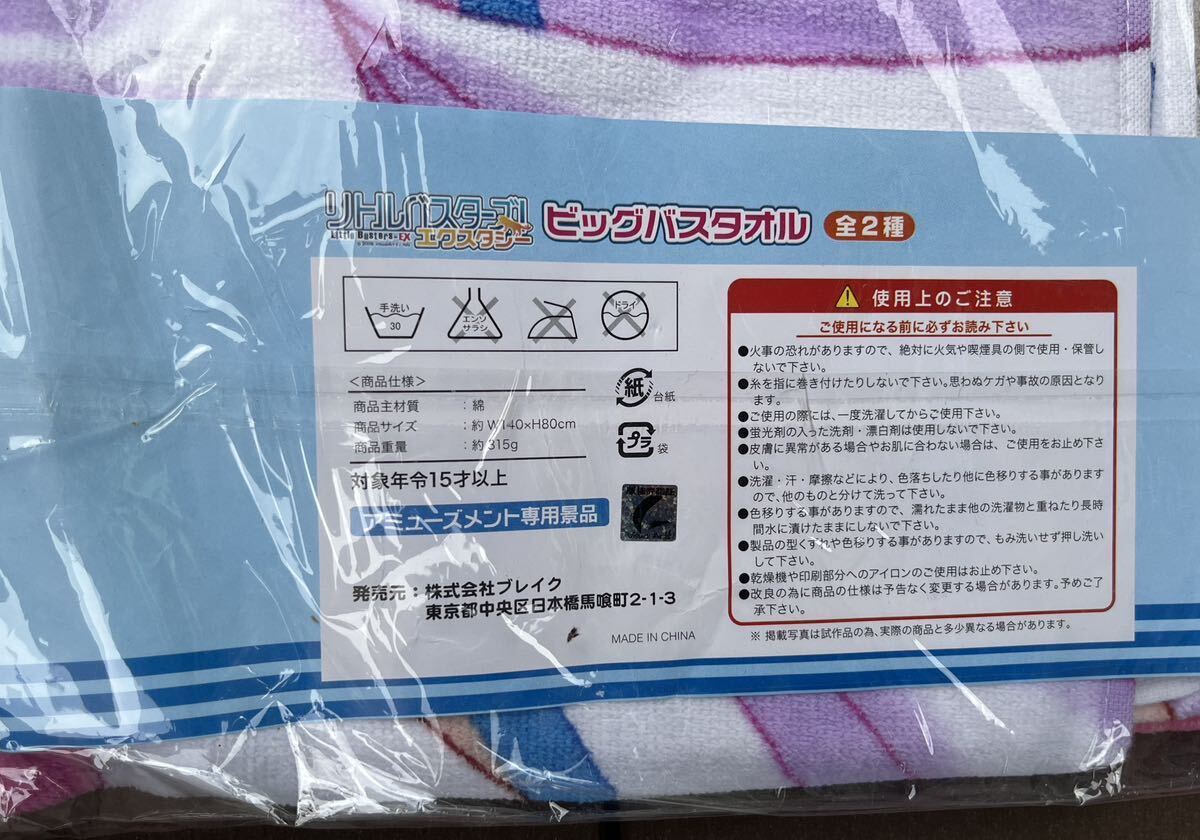 リトルバスターズ!
Little Busters! EX
エクスタシー
ビッグバスタオル
全2種
手洗い
30
エンソ
サラシ
ドライ
<商品仕様>
商品主材質 : 綿
商品サイズ : 約 W140×H80cm
商品重量 : 約 315g
紙 台紙
プラ 袋
対象年令15才以上
アミューズメント専用景品
発売元:株式会社ブレイク
東京都中央区日本橋馬喰町2-1-3
MADE IN CHINA
使用上のご注意
ご使用になる前に必ずお読み下さい
●火事の恐れがありますので、絶対に火気や喫煙具の側で使用・保管し
ないで下さい。
●糸を指に巻き付けたりしないで下さい。思わぬケガや事故の原因となり
ます。
●ご使用の際には、一度洗濯してからご使用下さい。
●蛍光剤の入った洗剤・漂白剤は使用しないで下さい。
●皮膚に異常がある場合やお肌に合わない場合は、ご使用をお止め下さ
い。
●洗濯・汗・摩擦などにより、色落ちしたり他に色移りする事があります
ので、他のものと分けて洗って下さい。
●色移りする事がありますので、濡れたまま他の洗濯物と重ねたり長時
間水に漬けたままにしないで下さい。
●製品の型くずれや色移りする事がありますので、もみ洗いせず押し洗い
して下さい。
●乾燥機や印刷部分へのアイロンのご使用はお止め下さい。
●改良の為に商品の仕様は予告なく変更する場合があります。予めご了
承下さい。
※ 掲載写真は試作品の為、実際の商品と多少異なる場合があります。